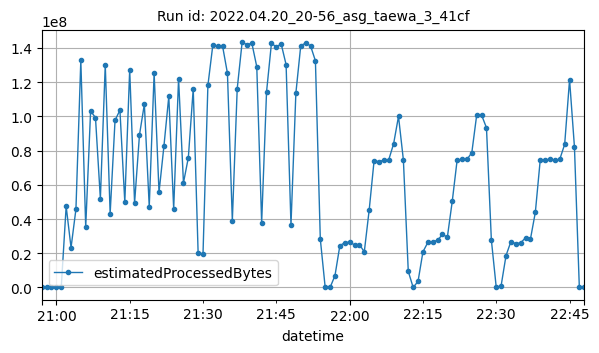 Run id: 2022.04.20_20-56_asg_taewa_3_41cf
1e8
1.4
1.2
1.0
0.8
0.6
0.4
0.2
0.0
estimatedProcessedBytes
21:00 21:15 21:30 21:45 22:00 22:15 22:30 22:45
datetime